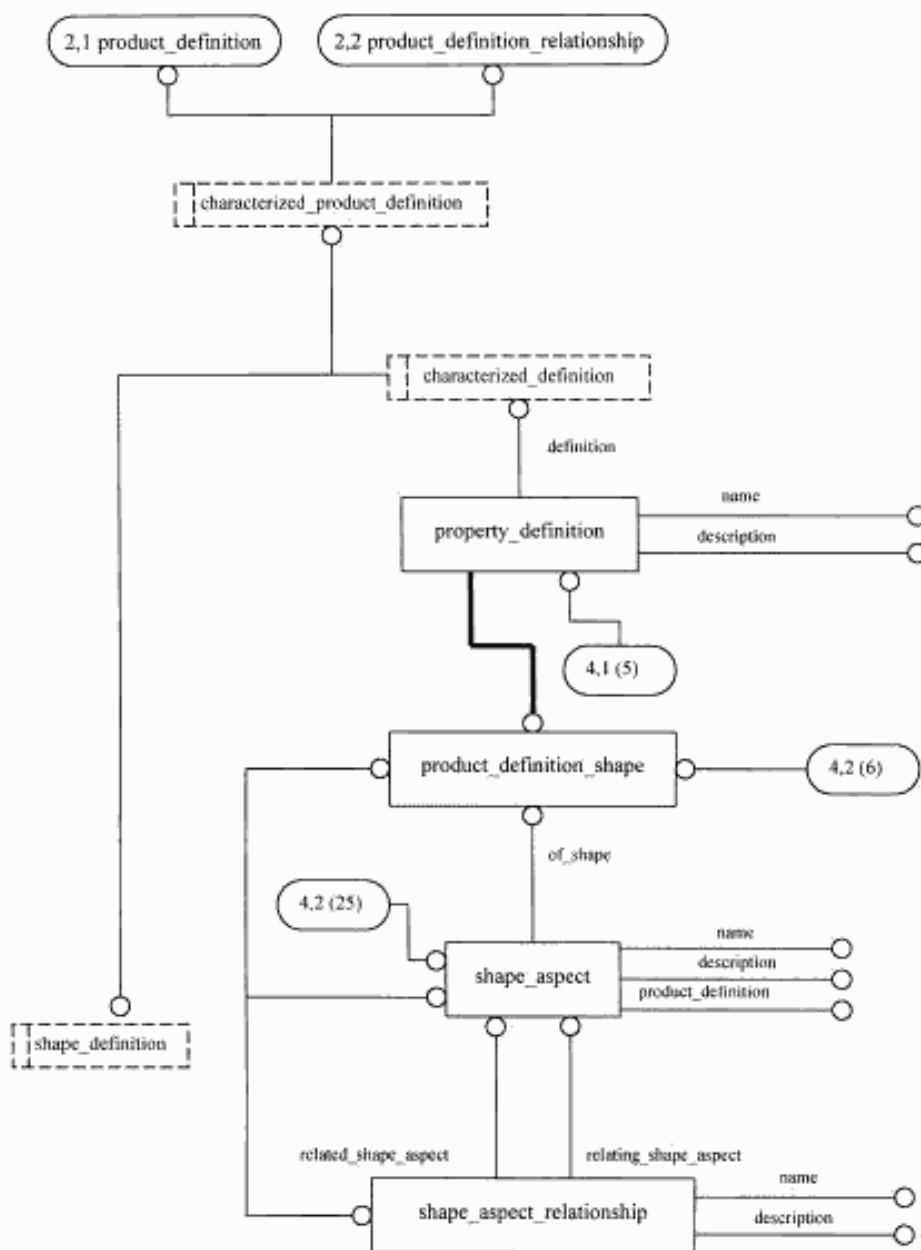 2,1 product_definition
2,2 product_definition_relationship
characterized_product_definition
characterized_definition
definition
name
property_definition
description
4,1 (5)
product_definition_shape
4,2 (6)
of_shape
4,2 (25)
name
shape_aspect
description
product_definition
shape_definition
related_shape_aspect
relating_shape_aspect
name
shape_aspect_relationship
description